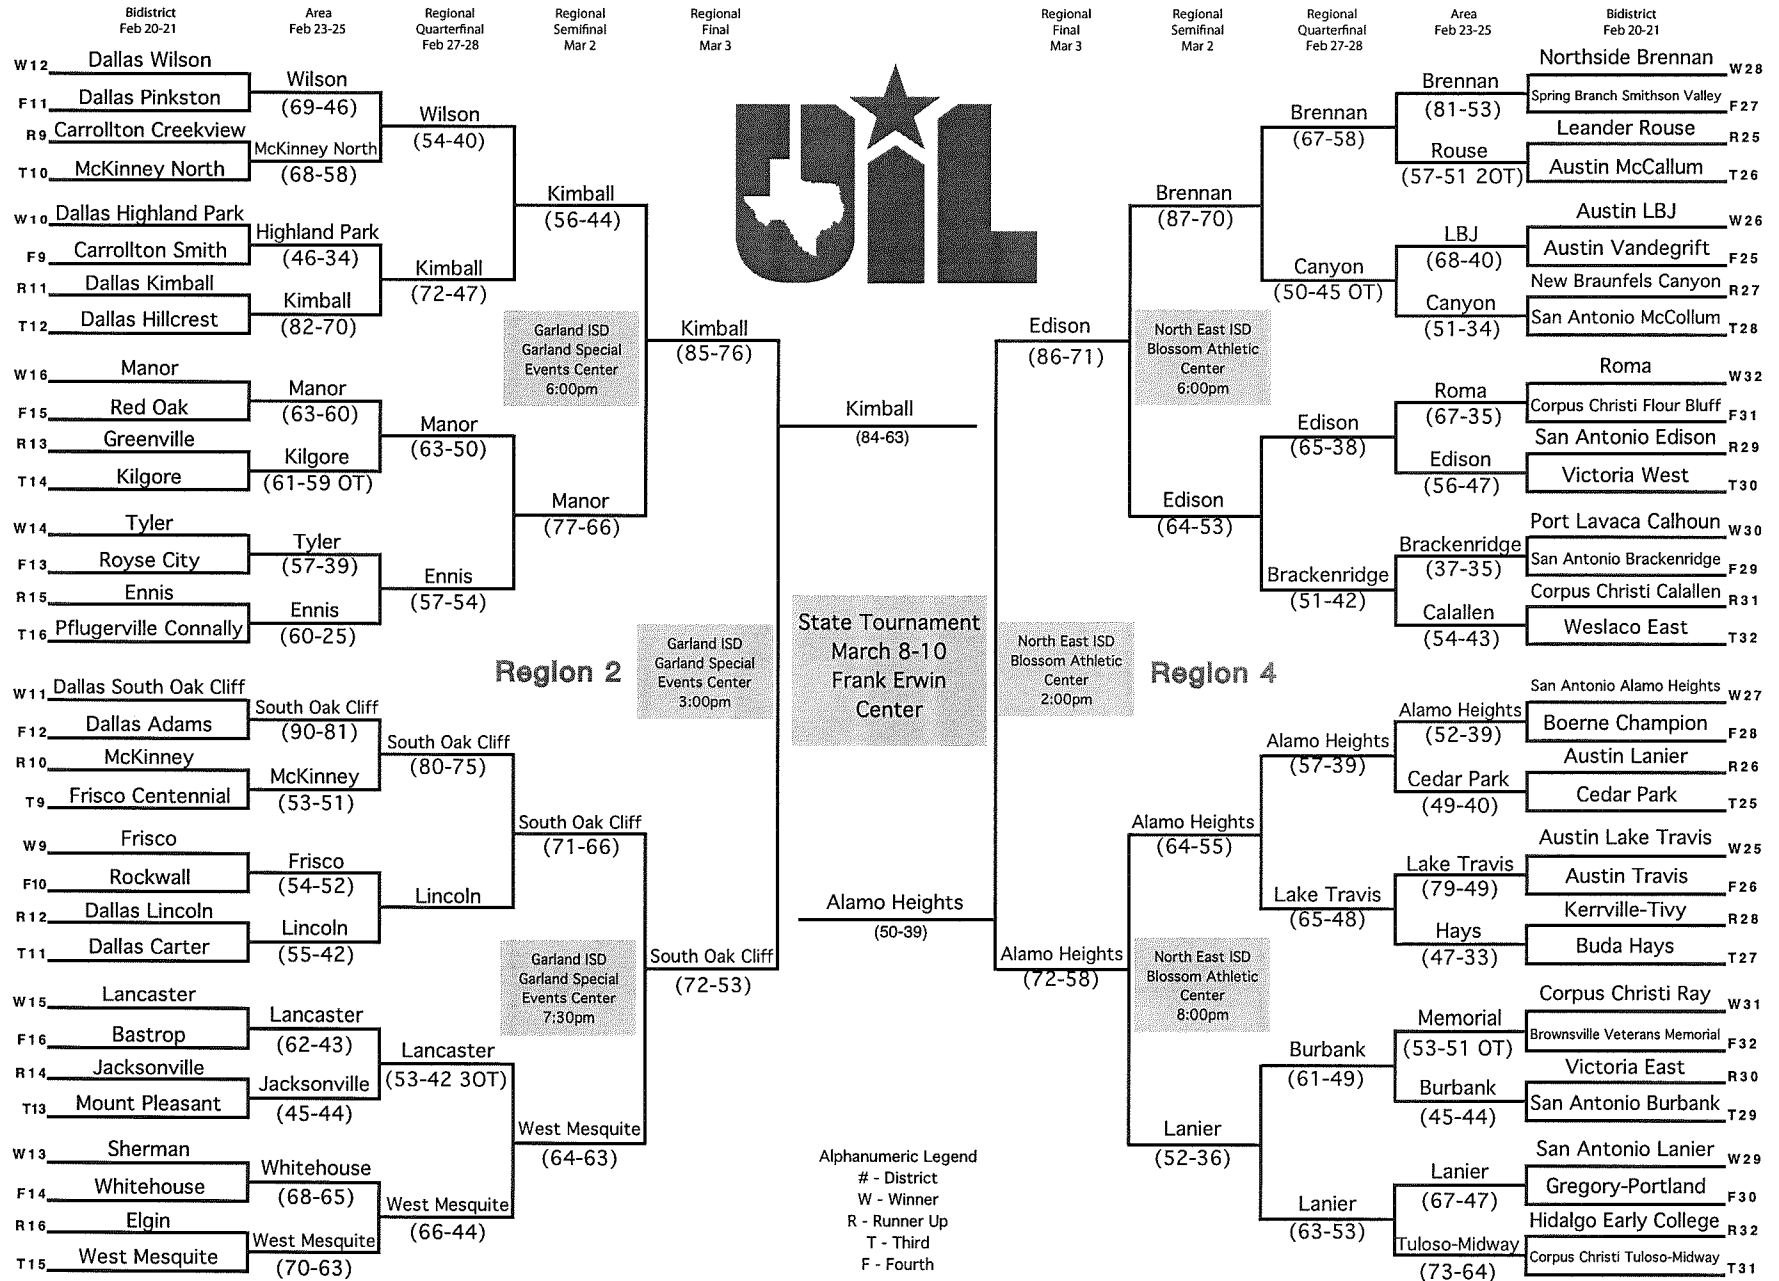 Bidistrict
Feb 20-21
Area
Feb 23-25
Regional
Quarterfinal
Feb 27-28
Regional
Semifinal
Mar 2
Regional
Final
Mar 3
Regional
Final
Mar 3
Regional
Semifinal
Mar 2
Regional
Quarterfinal
Feb 27-28
Area
Feb 23-25
Bidistrict
Feb 20-21
W12 Dallas Wilson
F11 Dallas Pinkston
R9 Carrollton Creekview
T10 McKinney North
W10 Dallas Highland Park
F9 Carrollton Smith
R11 Dallas Kimball
T12 Dallas Hillcrest
W16 Manor
F15 Red Oak
R13 Greenville
T14 Kilgore
W14 Tyler
F13 Royse City
R15 Ennis
T16 Pflugerville Connally
W11 Dallas South Oak Cliff
F12 Dallas Adams
R10 McKinney
T9 Frisco Centennial
W9 Frisco
F10 Rockwall
R12 Dallas Lincoln
T11 Dallas Carter
W15 Lancaster
F16 Bastrop
R14 Jacksonville
T13 Mount Pleasant
W13 Sherman
F14 Whitehouse
R16 Elgin
T15 West Mesquite
Wilson
(69-46)
McKinney North
(68-58)
Highland Park
(46-34)
Kimball
(82-70)
Manor
(63-60)
Kilgore
(61-59 OT)
Tyler
(57-39)
Ennis
(60-25)
South Oak Cliff
(90-81)
McKinney
(53-51)
Frisco
(54-52)
Lincoln
(55-42)
Lancaster
(62-43)
Jacksonville
(45-44)
Whitehouse
(68-65)
West Mesquite
(70-63)
Wilson
(54-40)
Kimball
(72-47)
Manor
(63-50)
Ennis
(57-54)
South Oak Cliff
(80-75)
Lincoln
Lancaster
(53-42 3OT)
West Mesquite
(66-44)
Kimball
(56-44)
Garland ISD
Garland Special
Events Center
6:00pm
Manor
(77-66)
Region 2
South Oak Cliff
(71-66)
Garland ISD
Garland Special
Events Center
7:30pm
West Mesquite
(64-63)
Kimball
(85-76)
Garland ISD
Garland Special
Events Center
3:00pm
South Oak Cliff
(72-53)
UIL
Kimball
(84-63)
State Tournament
March 8-10
Frank Erwin
Center
Alamo Heights
(50-39)
Alphanumeric Legend
# - District
W - Winner
R - Runner Up
T - Third
F - Fourth
Edison
(86-71)
North East ISD
Blossom Athletic
Center
2:00pm
Alamo Heights
(72-58)
Brennan
(87-70)
North East ISD
Blossom Athletic
Center
6:00pm
Edison
(64-53)
Region 4
Alamo Heights
(64-55)
North East ISD
Blossom Athletic
Center
8:00pm
Lanier
(52-36)
Brennan
(67-58)
Canyon
(50-45 OT)
Edison
(65-38)
Brackenridge
(51-42)
Alamo Heights
(57-39)
Lake Travis
(65-48)
Burbank
(61-49)
Lanier
(63-53)
Brennan
(81-53)
Rouse
(57-51 2OT)
LBJ
(68-40)
Canyon
(51-34)
Roma
(67-35)
Edison
(56-47)
Brackenridge
(37-35)
Calallen
(54-43)
Alamo Heights
(52-39)
Cedar Park
(49-40)
Lake Travis
(79-49)
Hays
(47-33)
Memorial
(53-51 OT)
Burbank
(45-44)
Lanier
(67-47)
Tuloso-Midway
(73-64)
Northside Brennan W28
Spring Branch Smithson Valley F27
Leander Rouse R25
Austin McCallum T26
Austin LBJ W26
Austin Vandegrift F25
New Braunfels Canyon R27
San Antonio McCollum T28
Roma W32
Corpus Christi Flour Bluff F31
San Antonio Edison R29
Victoria West T30
Port Lavaca Calhoun W30
San Antonio Brackenridge F29
Corpus Christi Calallen R31
Weslaco East T32
San Antonio Alamo Heights W27
Boerne Champion F28
Austin Lanier R26
Cedar Park T25
Austin Lake Travis W25
Austin Travis F26
Kerrville-Tivy R28
Buda Hays T27
Corpus Christi Ray W31
Brownsville Veterans Memorial F32
Victoria East R30
San Antonio Burbank T29
San Antonio Lanier W29
Gregory-Portland F30
Hidalgo Early College R32
Corpus Christi Tuloso-Midway T31